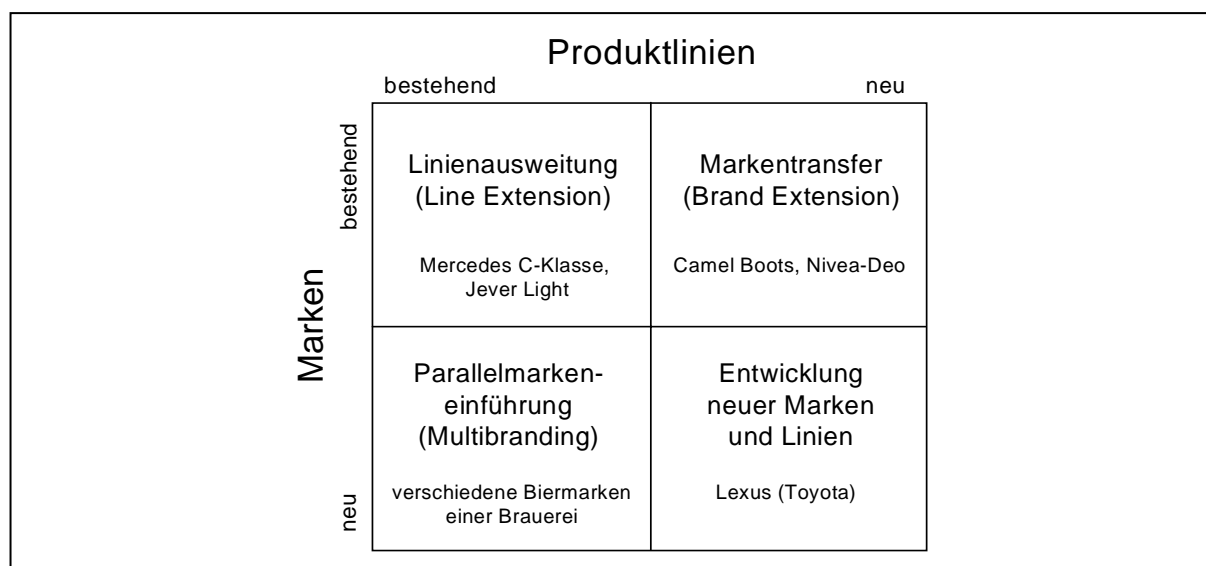 Produktlinien
bestehend
neu
Marken
bestehend
Linienausweitung
(Line Extension)
Mercedes C-Klasse,
Jever Light
Markentransfer
(Brand Extension)
Camel Boots, Nivea-Deo
neu
Parallelmarken-
einführung
(Multibranding)
verschiedene Biermarken
einer Brauerei
Entwicklung
neuer Marken
und Linien
Lexus (Toyota)